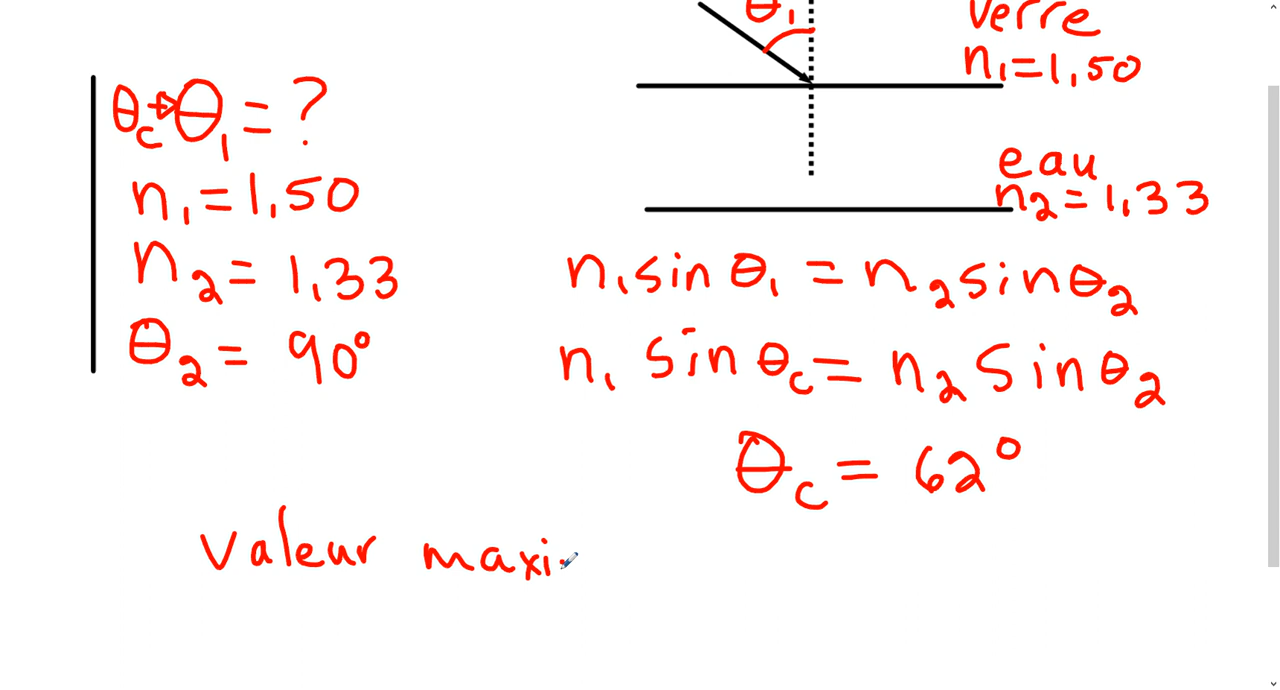 θ₁
verre
n₁=1,50
θc→θ₁=?
n₁=1,50
n₂=1,33
θ₂=90°
eau
n₂=1,33
n₁sinθ₁=n₂sinθ₂
n₁ sinθc=n₂sinθ₂
θc=62°
valeur maxi